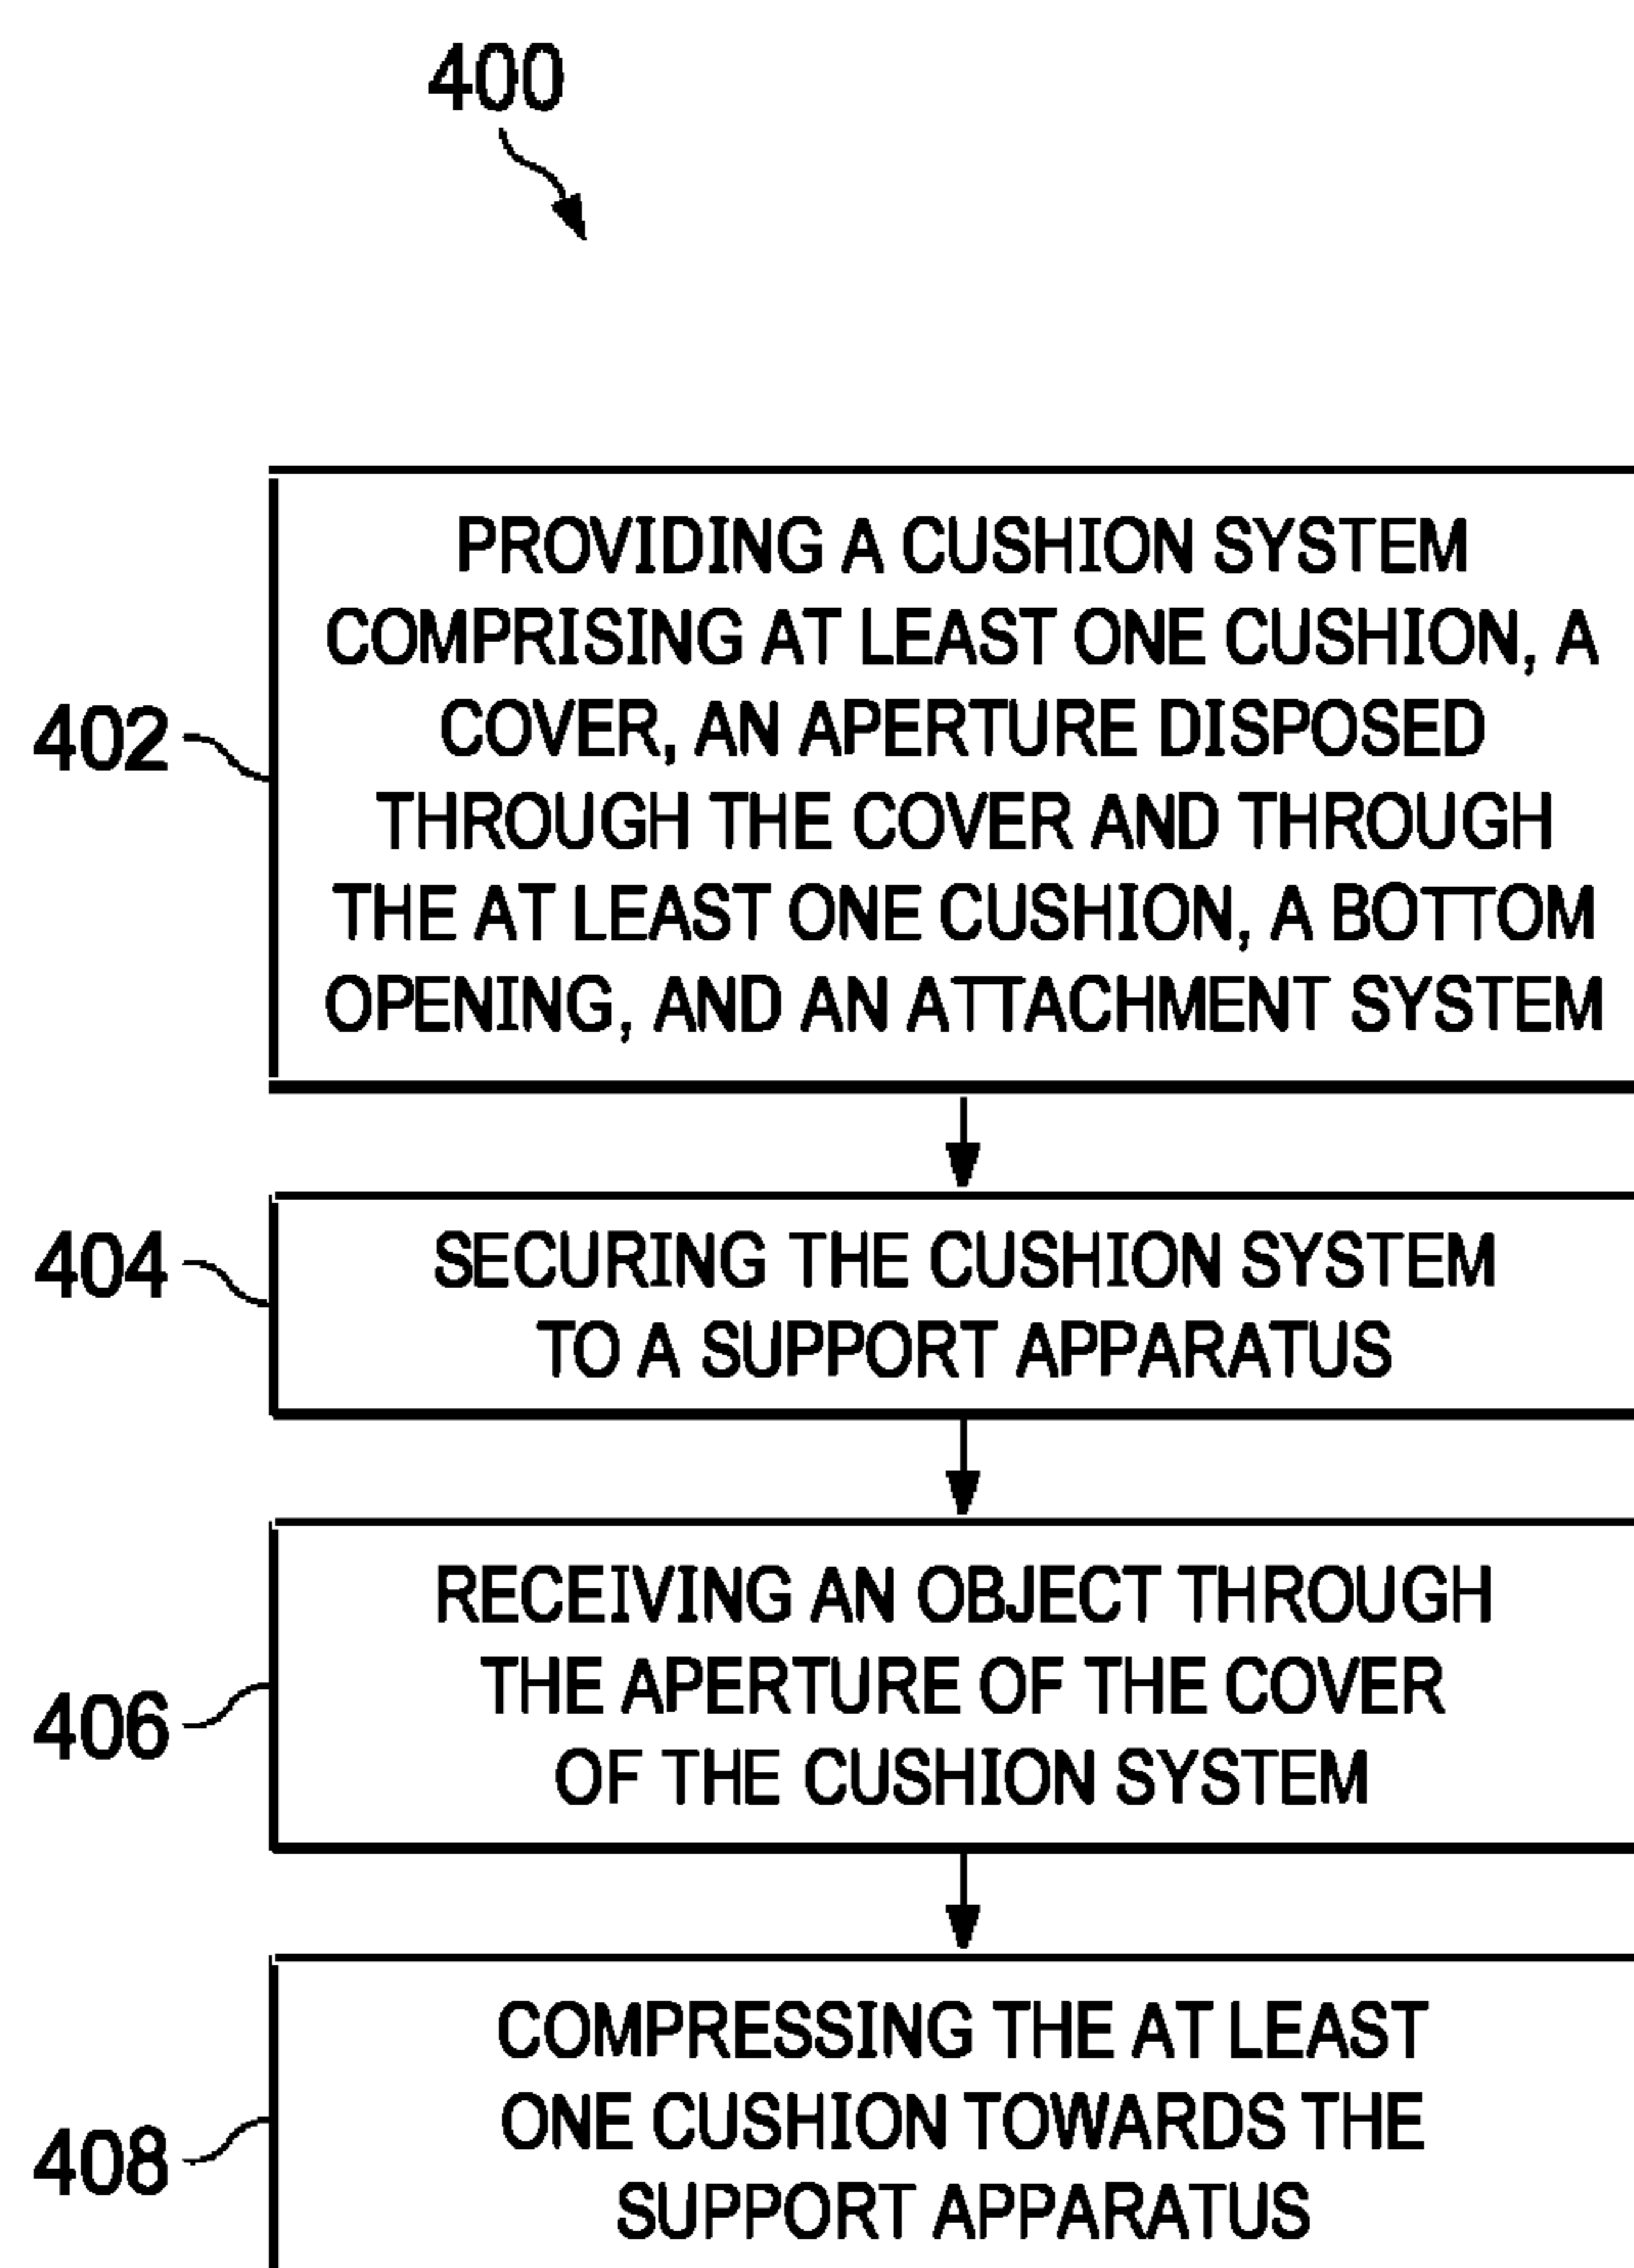 400
402
PROVIDING A CUSHION SYSTEM
COMPRISING AT LEAST ONE CUSHION, A
COVER, AN APERTURE DISPOSED
THROUGH THE COVER AND THROUGH
THE AT LEAST ONE CUSHION, A BOTTOM
OPENING, AND AN ATTACHMENT SYSTEM
404
SECURING THE CUSHION SYSTEM
TO A SUPPORT APPARATUS
406
RECEIVING AN OBJECT THROUGH
THE APERTURE OF THE COVER
OF THE CUSHION SYSTEM
408
COMPRESSING THE AT LEAST
ONE CUSHION TOWARDS THE
SUPPORT APPARATUS